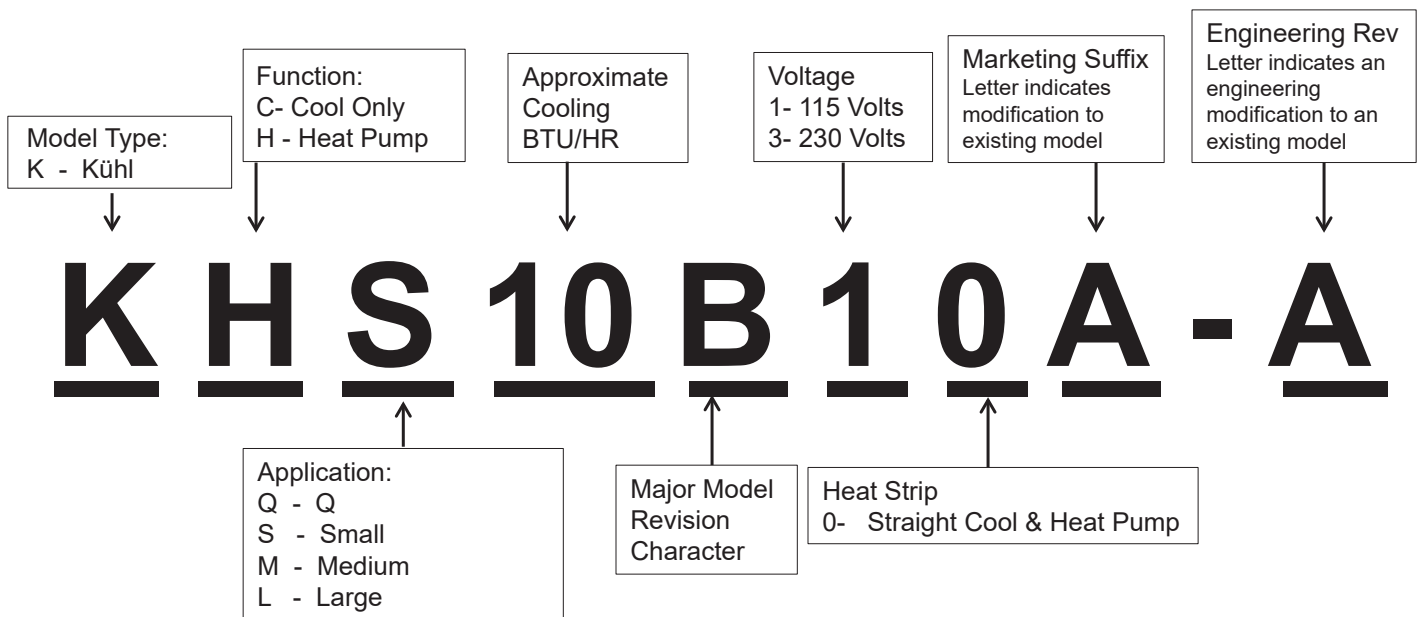 Model Type:
K - Kühl
Function:
C- Cool Only
H - Heat Pump
Approximate
Cooling
BTU/HR
Voltage
1- 115 Volts
3- 230 Volts
Marketing Suffix
Letter indicates
modification to
existing model
Engineering Rev
Letter indicates an
engineering
modification to an
existing model
K H S 10 B 1 0 A - A
Application:
Q - Q
S - Small
M - Medium
L - Large
Major Model
Revision
Character
Heat Strip
0- Straight Cool & Heat Pump